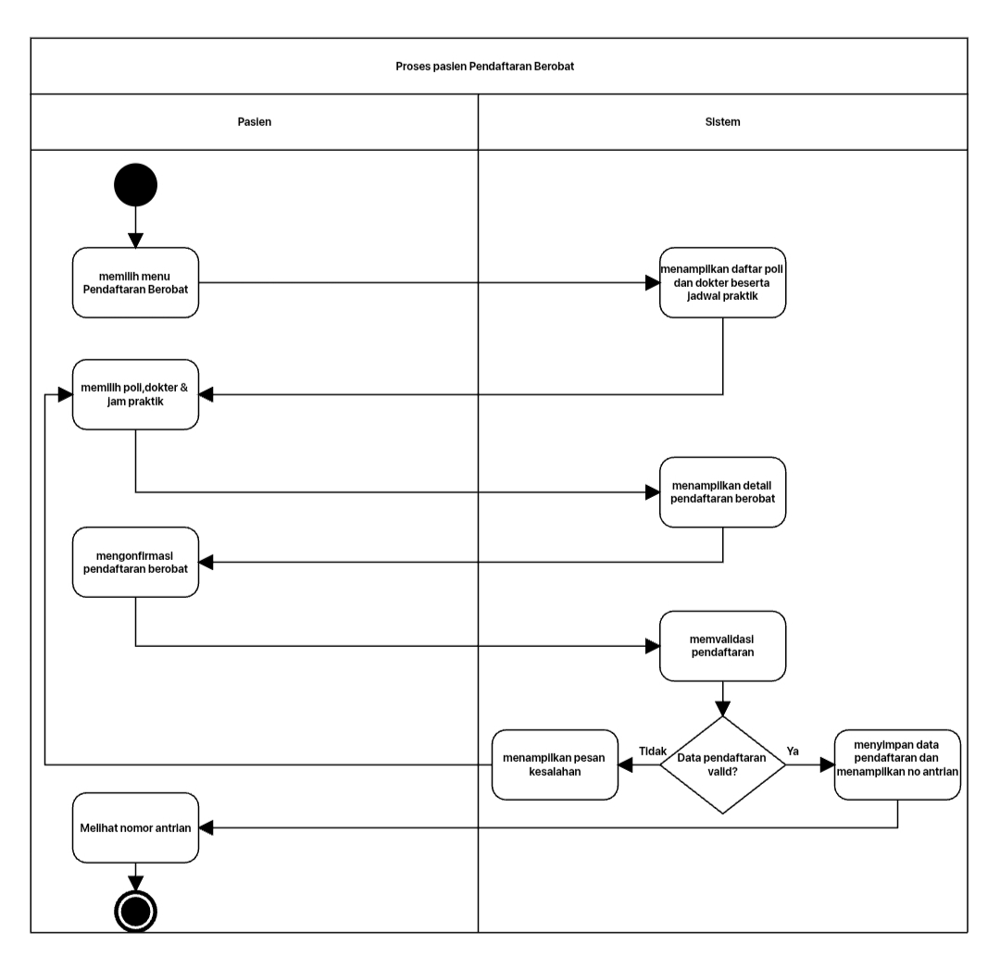 Proses pasien Pendaftaran Berobat
Pasien
Sistem
memilih menu
Pendaftaran Berobat
menampilkan daftar poli
dan dokter beserta
jadwal praktik
memilih poli,dokter &
jam praktik
menampilkan detail
pendaftaran berobat
mengonfirmasi
pendaftaran berobat
memvalidasi
pendaftaran
Data pendaftaran
valid?
Tidak
Ya
menampilkan pesan
kesalahan
menyimpan data
pendaftaran dan
menampilkan no antrian
Melihat nomor antrian